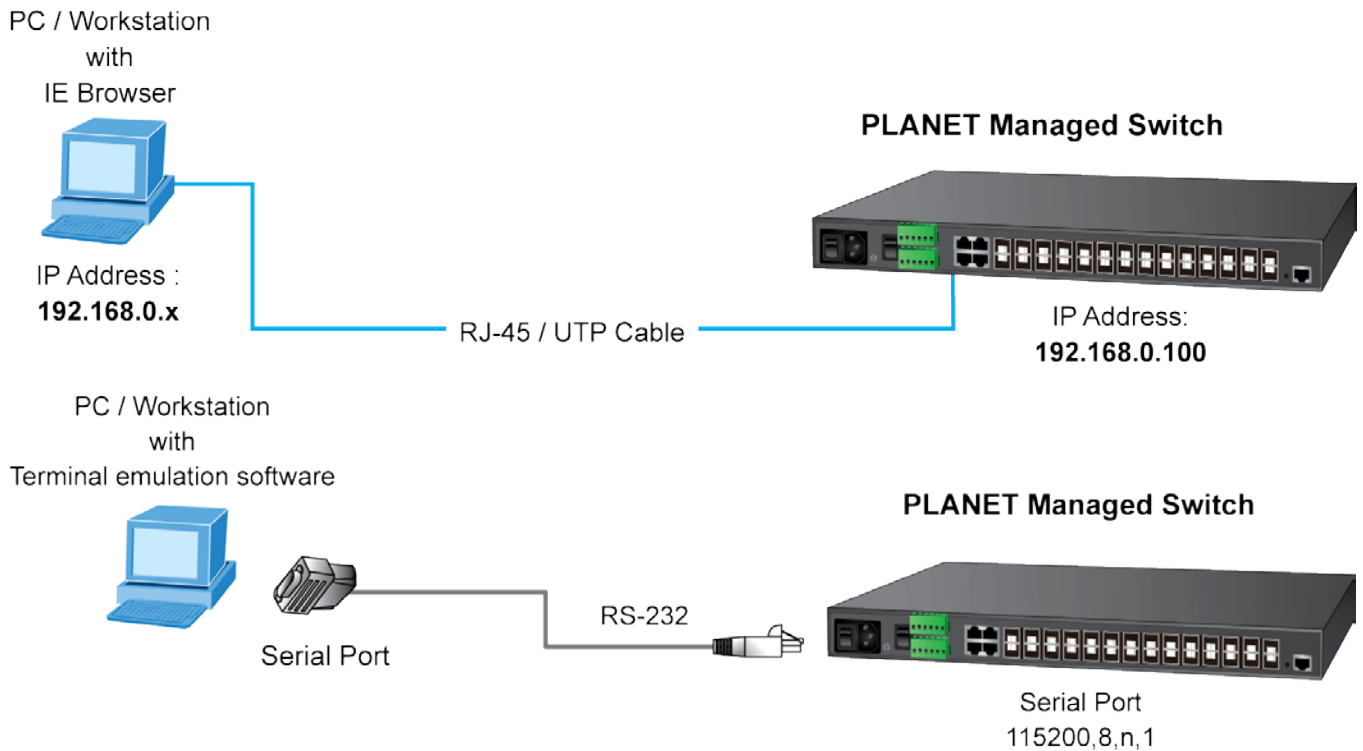 PC / Workstation
with
IE Browser
PLANET Managed Switch
IP Address :
192.168.0.x
RJ-45 / UTP Cable
IP Address:
192.168.0.100
PC / Workstation
with
Terminal emulation software
PLANET Managed Switch
RS-232
Serial Port
Serial Port
115200,8,n,1